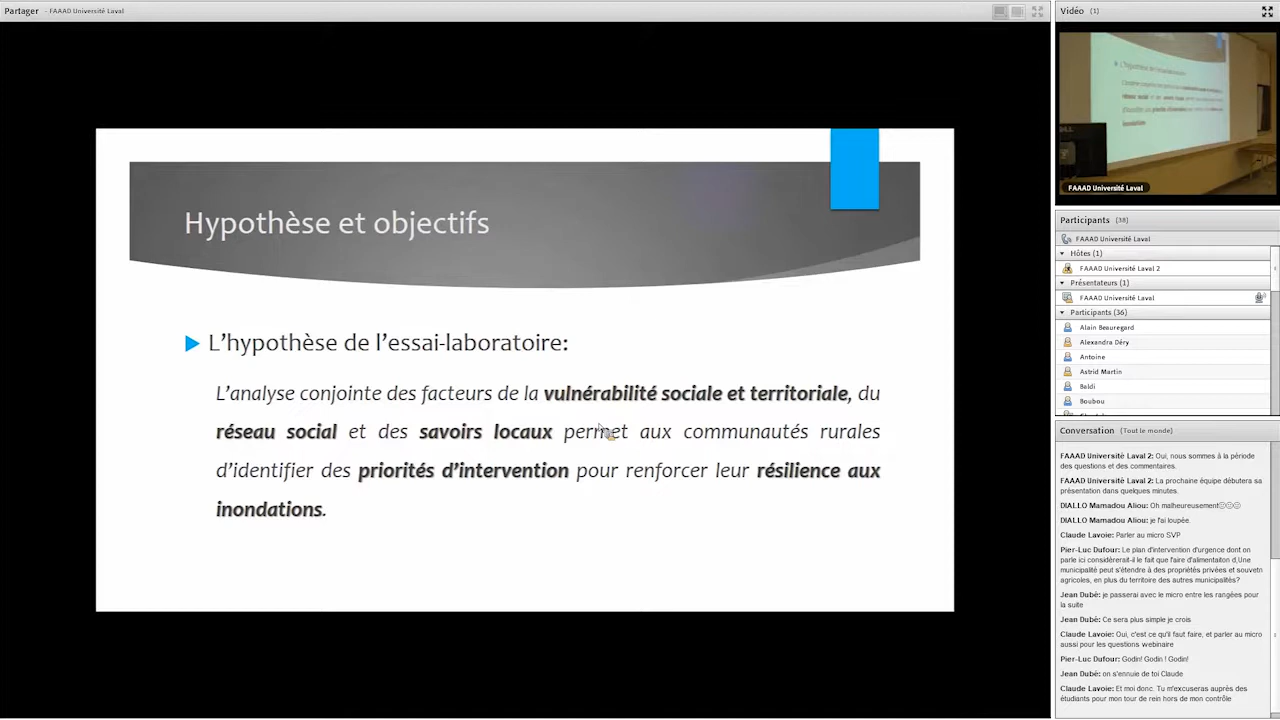 Partager - FAAAD Université Laval
Hypothèse et objectifs
L'hypothèse de l'essai-laboratoire:
L'analyse conjointe des facteurs de la vulnérabilité sociale et territoriale, du
réseau social et des savoirs locaux permet aux communautés rurales
d'identifier des priorités d'intervention pour renforcer leur résilience aux
inondations.
Vidéo (1)
DELL
FAAAD Université Laval
Participants (38)
FAAAD Université Laval
Hôtes (1)
FAAAD Université Laval 2
Présentateurs (1)
FAAAD Université Laval
Participants (36)
Alain Beauregard
Alexandra Déry
Antoine
Astrid Martin
Baldi
Boubou
Conversation (Tout le monde)
FAAAD Université Laval 2: Oui, nous sommes à la période
des questions et des commentaires.
FAAAD Université Laval 2: La prochaine équipe débutera sa
présentation dans quelques minutes.
DIALLO Mamadou Aliou: Oh malheureusement☹☹☹
DIALLO Mamadou Aliou: je l'ai loupée.
Claude Lavoie: Parler au micro SVP
Pier-Luc Dufour: Le plan d'intervention d'urgence dont on
parle ici considèrerait-il le fait que l'aire d'alimentaiton d,Une
municipalité peut s'étendre à des propriétés privées et souvetn
agricoles, en plus du territoire des autres municipalités?
Jean Dubé: je passerai avec le micro entre les rangées pour
la suite
Jean Dubé: Ce sera plus simple je crois
Claude Lavoie: Oui, c'est ce qu'il faut faire, et parler au micro
aussi pour les questions webinaire
Pier-Luc Dufour: Godin! Godin ! Godin!
Jean Dubé: on s'ennuie de toi Claude
Claude Lavoie: Et moi donc. Tu m'excuseras auprès des
étudiants pour mon tour de rein hors de mon contrôle